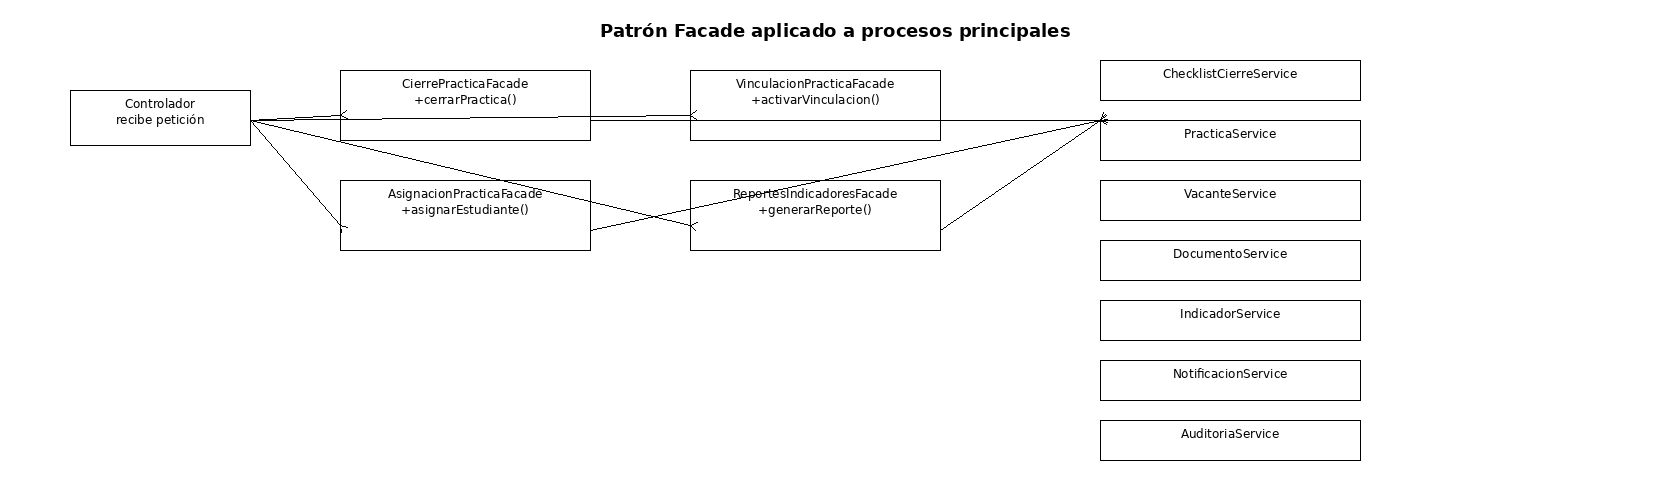 Patrón Facade aplicado a procesos principales
Controlador
recibe petición
CierrePracticaFacade
+cerrarPractica()
VinculacionPracticaFacade
+activarVinculacion()
AsignacionPracticaFacade
+asignarEstudiante()
ReportesIndicadoresFacade
+generarReporte()
ChecklistCierreService
PracticaService
VacanteService
DocumentoService
IndicadorService
NotificacionService
AuditoriaService